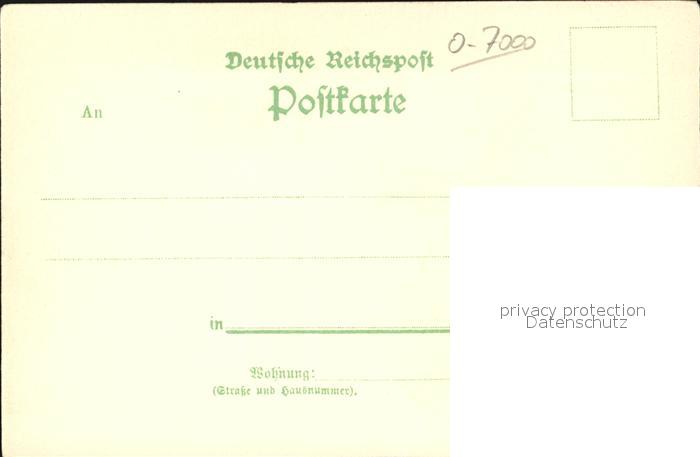 Deutsche Reichspost
0-7000
Postkarte
An
in
Wohnung:
(Straße und Hausnummer).
privacy protection
Datenschutz